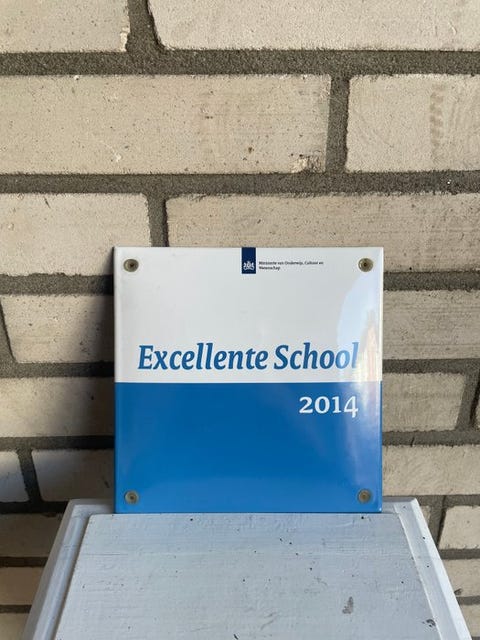 Ministerie van Onderwijs, Cultuur en
Wetenschap
Excellente School
2014